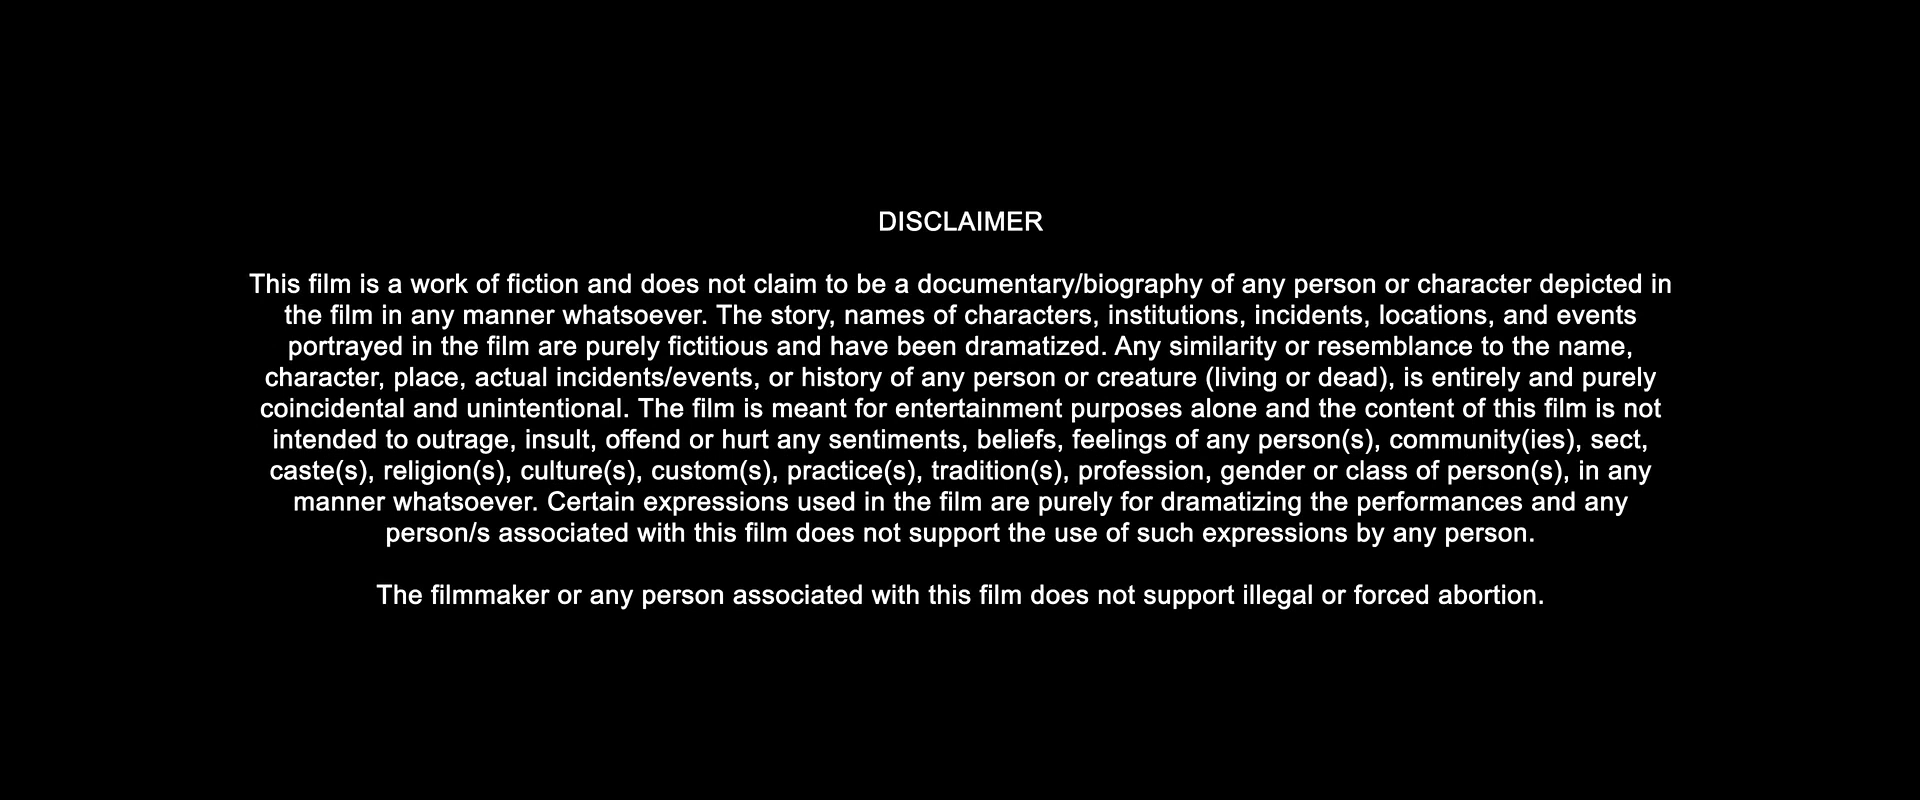 DISCLAIMER
This film is a work of fiction and does not claim to be a documentary/biography of any person or character depicted in
the film in any manner whatsoever. The story, names of characters, institutions, incidents, locations, and events
portrayed in the film are purely fictitious and have been dramatized. Any similarity or resemblance to the name,
character, place, actual incidents/events, or history of any person or creature (living or dead), is entirely and purely
coincidental and unintentional. The film is meant for entertainment purposes alone and the content of this film is not
intended to outrage, insult, offend or hurt any sentiments, beliefs, feelings of any person(s), community(ies), sect,
caste(s), religion(s), culture(s), custom(s), practice(s), tradition(s), profession, gender or class of person(s), in any
manner whatsoever. Certain expressions used in the film are purely for dramatizing the performances and any
person/s associated with this film does not support the use of such expressions by any person.
The filmmaker or any person associated with this film does not support illegal or forced abortion.